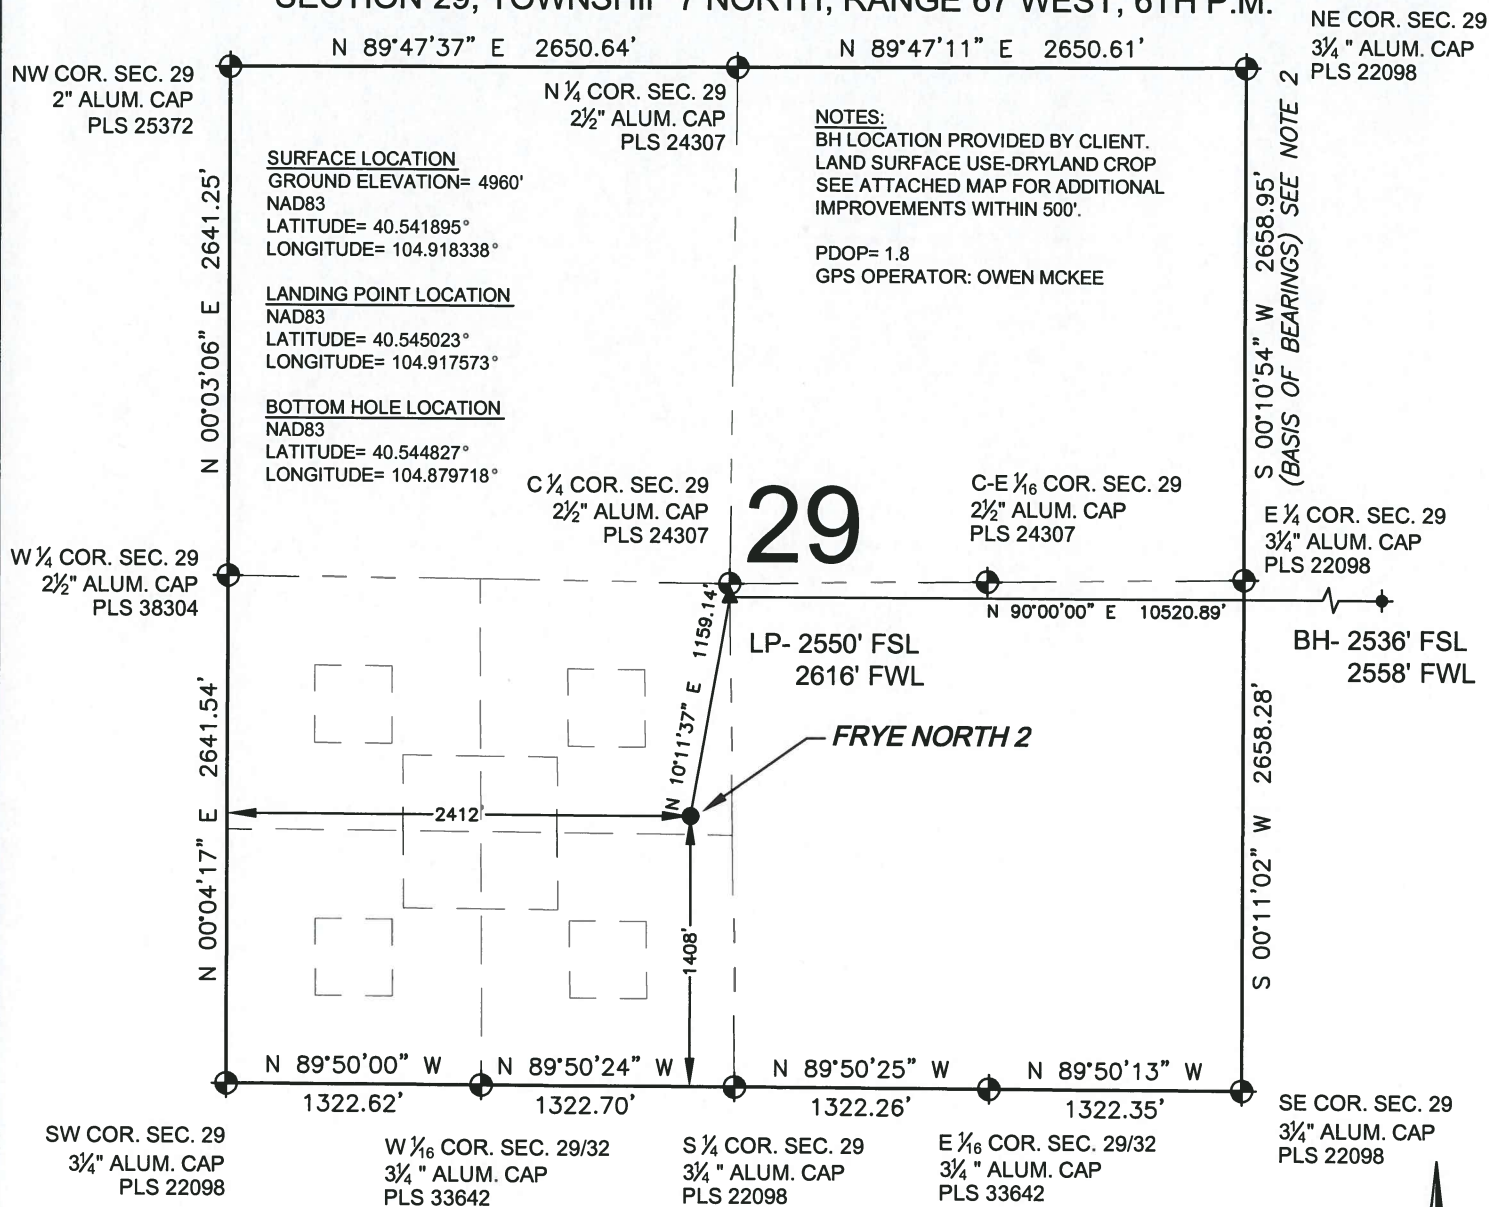 SECTION 29, TOWNSHIP 7 NORTH, RANGE 67 WEST, 6TH P.M.
NE COR. SEC. 29
3¼" ALUM. CAP
PLS 22098
N 89°47'37" E 2650.64'
N 89°47'11" E 2650.61'
NW COR. SEC. 29
2" ALUM. CAP
PLS 25372
N ¼ COR. SEC. 29
2½" ALUM. CAP
PLS 24307
NOTES:
BH LOCATION PROVIDED BY CLIENT.
LAND SURFACE USE-DRYLAND CROP
SEE ATTACHED MAP FOR ADDITIONAL
IMPROVEMENTS WITHIN 500'.
PDOP= 1.8
GPS OPERATOR: OWEN MCKEE
SURFACE LOCATION
GROUND ELEVATION= 4960'
NAD83
LATITUDE= 40.541895°
LONGITUDE= 104.918338°
LANDING POINT LOCATION
NAD83
LATITUDE= 40.545023°
LONGITUDE= 104.917573°
BOTTOM HOLE LOCATION
NAD83
LATITUDE= 40.544827°
LONGITUDE= 104.879718°
N 00°03'06" E 2641.25'
S 00°10'54" W 2658.95'
(BASIS OF BEARINGS) SEE NOTE 2
C ¼ COR. SEC. 29
2½" ALUM. CAP
PLS 24307
29
C-E 1/16 COR. SEC. 29
2½" ALUM. CAP
PLS 24307
E ¼ COR. SEC. 29
3¼" ALUM. CAP
PLS 22098
W ¼ COR. SEC. 29
2½" ALUM. CAP
PLS 38304
N 90°00'00" E 10520.89'
LP- 2550' FSL
2616' FWL
BH- 2536' FSL
2558' FWL
N 10°11'37" E 1159.14'
FRYE NORTH 2
2412'
1408'
N 00°04'17" E 2641.54'
S 00°11'02" W 2658.28'
N 89°50'00" W
N 89°50'24" W
N 89°50'25" W
N 89°50'13" W
1322.62'
1322.70'
1322.26'
1322.35'
SW COR. SEC. 29
3¼" ALUM. CAP
PLS 22098
W 1/16 COR. SEC. 29/32
3¼" ALUM. CAP
PLS 33642
S ¼ COR. SEC. 29
3¼" ALUM. CAP
PLS 22098
E 1/16 COR. SEC. 29/32
3¼" ALUM. CAP
PLS 33642
SE COR. SEC. 29
3¼" ALUM. CAP
PLS 22098